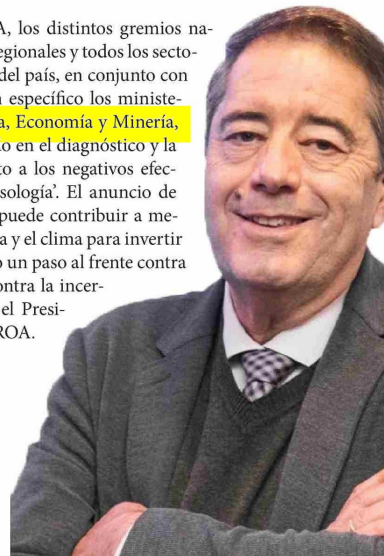 A, los distintos gremios na-
egionales y todos los secto-
del país, en conjunto con
específico los ministe-
a, Economía y Minería,
o en el diagnóstico y la
to a los negativos efec-
sología'. El anuncio de
puede contribuir a me-
a y el clima para invertir
o un paso al frente contra
ontra la incer-
el Presi-
ROA.